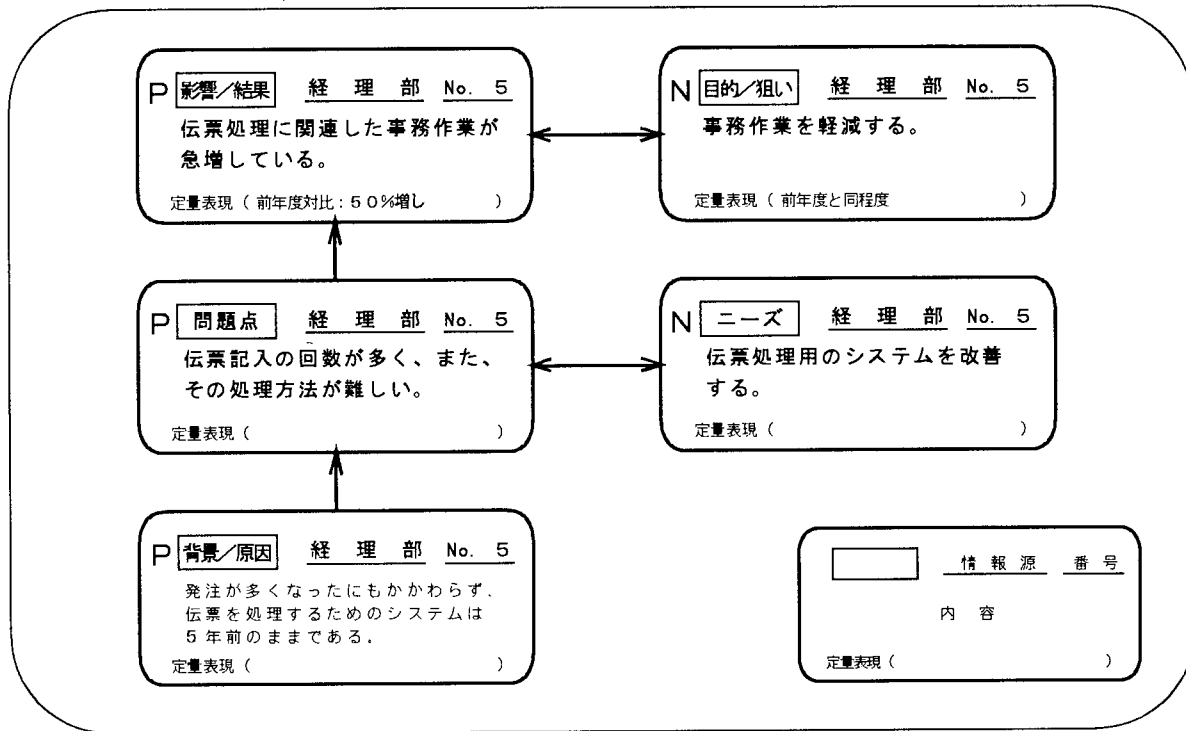 P 影響／結果 経理部 No. 5
伝票処理に関連した事務作業が
急増している。
定量表現（前年度対比：５０％増し）
N 目的／狙い 経理部 No. 5
事務作業を軽減する。
定量表現（前年度と同程度）
P 問題点 経理部 No. 5
伝票記入の回数が多く、また、
その処理方法が難しい。
定量表現（）
N ニーズ 経理部 No. 5
伝票処理用のシステムを改善
する。
定量表現（）
P 背景／原因 経理部 No. 5
発注が多くなったにもかかわらず、
伝票を処理するためのシステムは
５年前のままである．
定量表現（）
情報源 番号
内容
定量表現（）